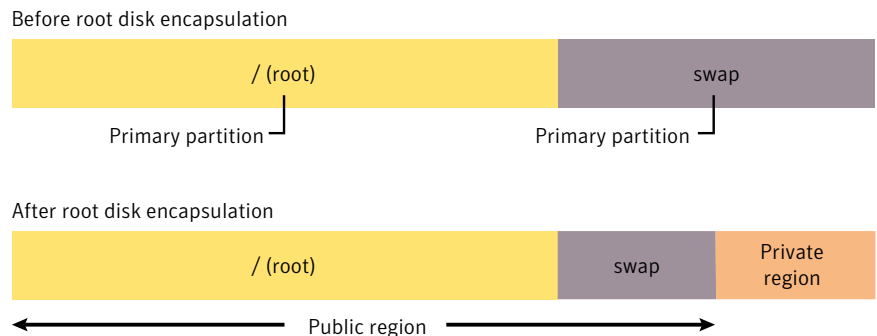 Before root disk encapsulation
/ (root)
swap
Primary partition
Primary partition
After root disk encapsulation
/ (root)
swap
Private
region
Public region